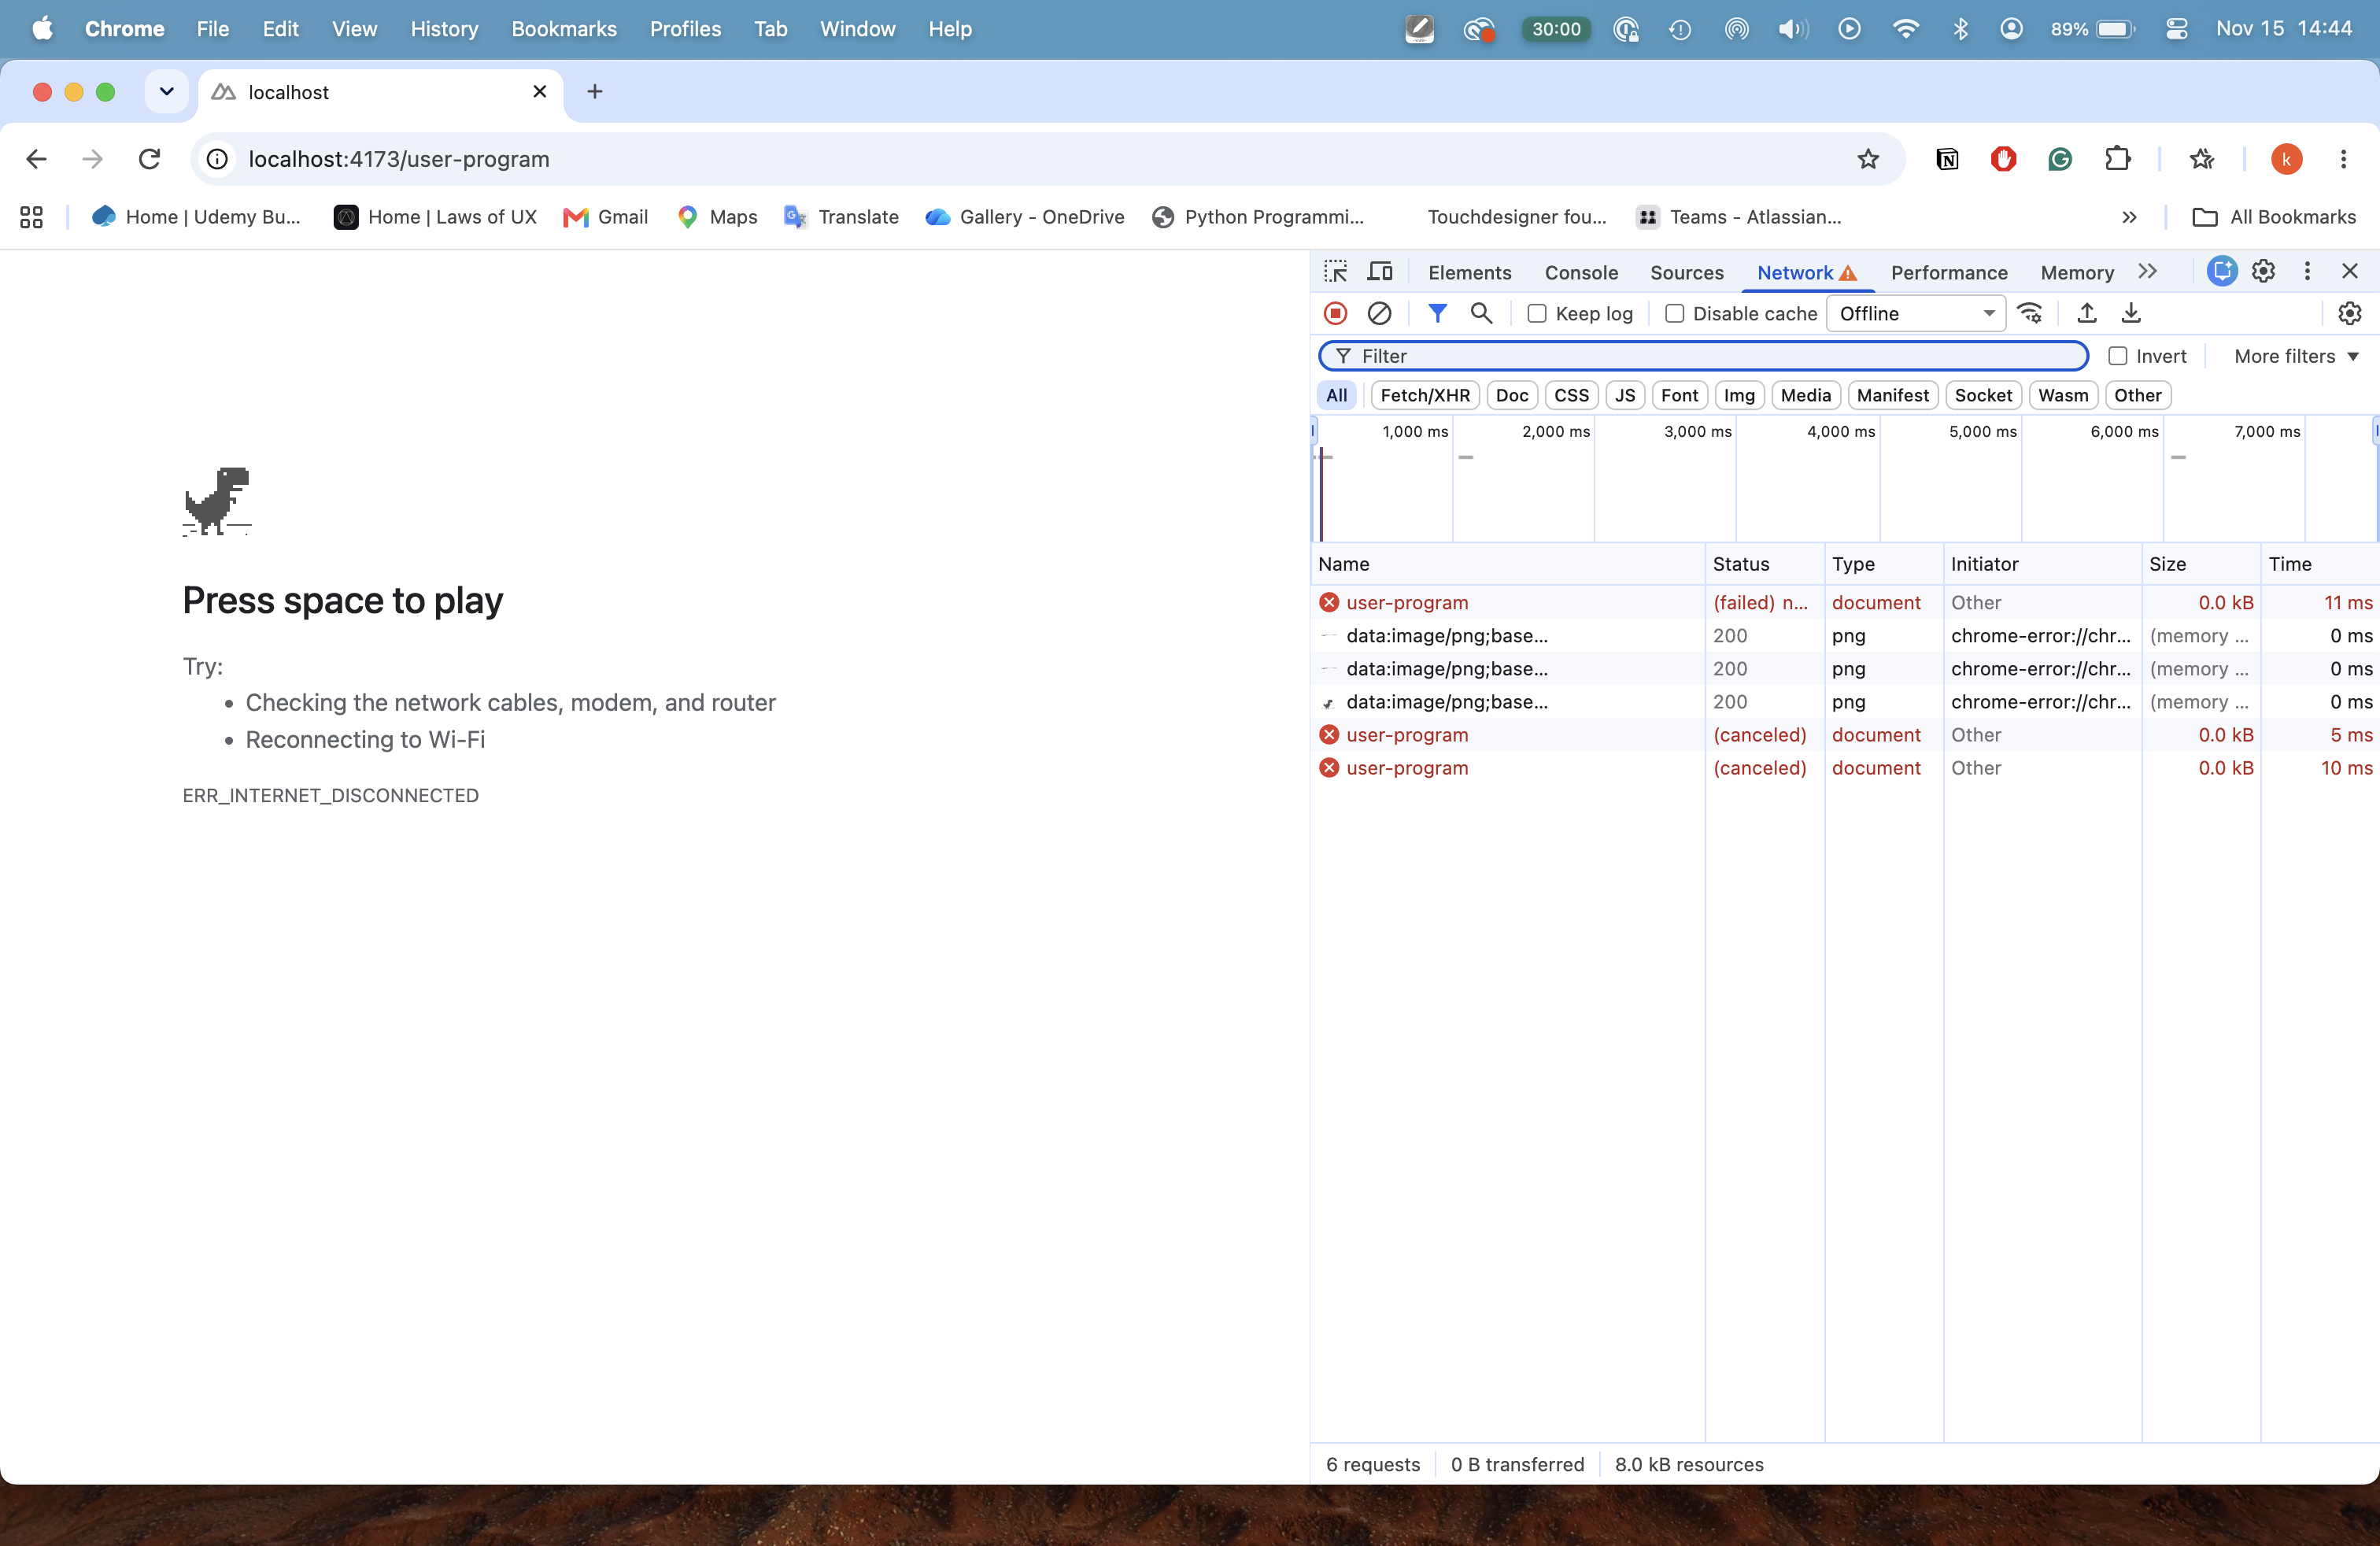 Chrome File Edit View History Bookmarks Profiles Tab Window Help 30:00 89% Nov 15 14:44
localhost
localhost:4173/user-program k
Home | Udemy Bu... Home | Laws of UX Gmail Maps Translate Gallery - OneDrive Python Programmi... Touchdesigner fou... Teams - Atlassian... All Bookmarks
Elements Console Sources Network Performance Memory
Keep log Disable cache Offline
Filter Invert More filters
All Fetch/XHR Doc CSS JS Font Img Media Manifest Socket Wasm Other
1,000 ms 2,000 ms 3,000 ms 4,000 ms 5,000 ms 6,000 ms 7,000 ms
Name Status Type Initiator Size Time
user-program (failed) n... document Other 0.0 kB 11 ms
data:image/png;base... 200 png chrome-error://chr... (memory ... 0 ms
data:image/png;base... 200 png chrome-error://chr... (memory ... 0 ms
data:image/png;base... 200 png chrome-error://chr... (memory ... 0 ms
user-program (canceled) document Other 0.0 kB 5 ms
user-program (canceled) document Other 0.0 kB 10 ms
6 requests 0 B transferred 8.0 kB resources
Press space to play
Try:
• Checking the network cables, modem, and router
• Reconnecting to Wi-Fi
ERR_INTERNET_DISCONNECTED